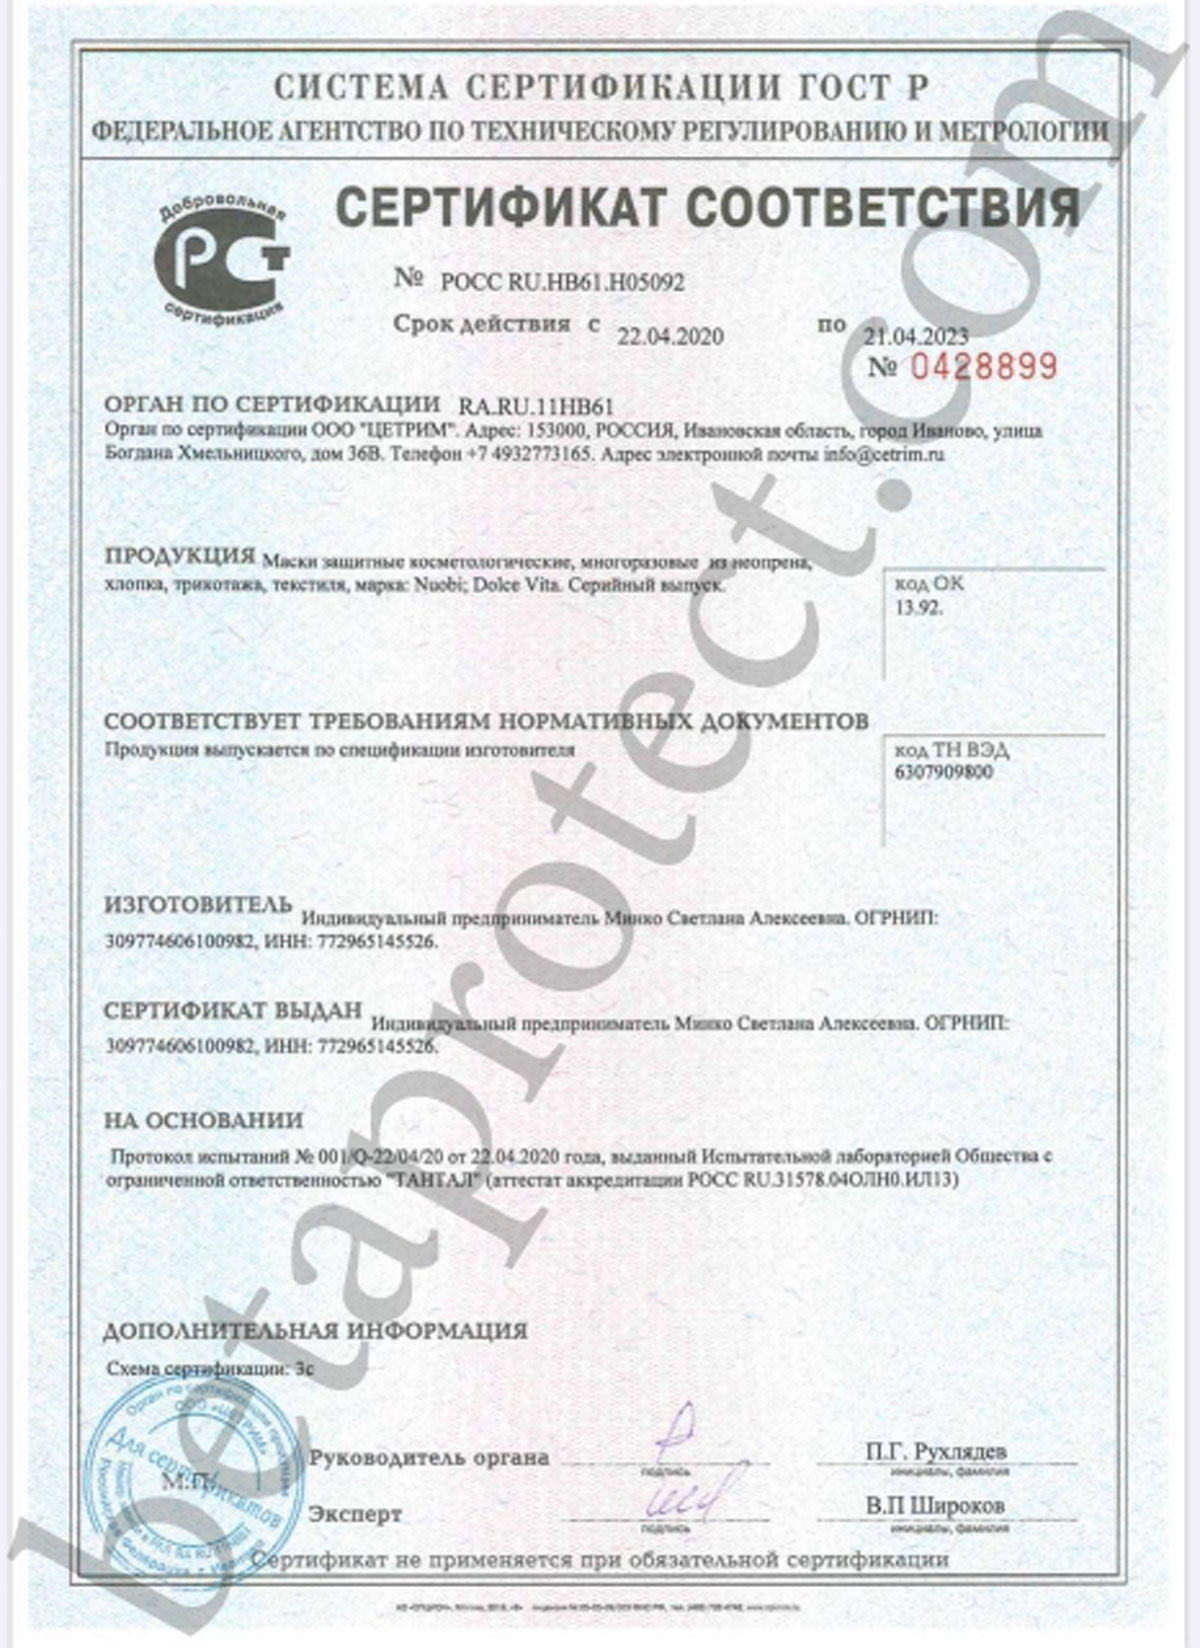 СИСТЕМА СЕРТИФИКАЦИИ ГОСТ Р
ФЕДЕРАЛЬНОЕ АГЕНТСТВО ПО ТЕХНИЧЕСКОМУ РЕГУЛИРОВАНИЮ И МЕТРОЛОГИИ
Добровольная
РСТ
сертификация
СЕРТИФИКАТ СООТВЕТСТВИЯ
№ РОСС RU.НВ61.Н05092
Срок действия с 22.04.2020 по 21.04.2023
№ 0428899
ОРГАН ПО СЕРТИФИКАЦИИ RA.RU.11НВ61
Орган по сертификации ООО "ЦЕТРИМ". Адрес: 153000, РОССИЯ, Ивановская область, город Иваново, улица
Богдана Хмельницкого, дом 36В. Телефон +7 4932773165. Адрес электронной почты info@cetrim.ru
ПРОДУКЦИЯ Маски защитные косметологические, многоразовые из неопрена,
хлопка, трикотажа, текстиля, марка: Nuobi; Dolce Vita. Серийный выпуск.
код ОК
13.92.
СООТВЕТСТВУЕТ ТРЕБОВАНИЯМ НОРМАТИВНЫХ ДОКУМЕНТОВ
Продукция выпускается по спецификации изготовителя
код ТН ВЭД
6307909800
ИЗГОТОВИТЕЛЬ Индивидуальный предприниматель Минко Светлана Алексеевна. ОГРНИП:
309774606100982, ИНН: 772965145526.
СЕРТИФИКАТ ВЫДАН Индивидуальный предприниматель Минко Светлана Алексеевна. ОГРНИП:
309774606100982, ИНН: 772965145526.
НА ОСНОВАНИИ
Протокол испытаний № 001/Q-22/04/20 от 22.04.2020 года, выданный Испытательной лабораторией Общества с
ограниченной ответственностью "ТАНТАЛ" (аттестат аккредитации РОСС RU.31578.04ОЛН0.ИЛ13)
ДОПОЛНИТЕЛЬНАЯ ИНФОРМАЦИЯ
Схема сертификации: 3с
Орган по сертификации
ООО «ЦЕТРИМ»
Для сертификатов
М.П.
Руководитель органа
подпись
П.Г. Рухлядев
инициалы, фамилия
Эксперт
подпись
В.П Широков
инициалы, фамилия
Сертификат не применяется при обязательной сертификации
betaprotect.com